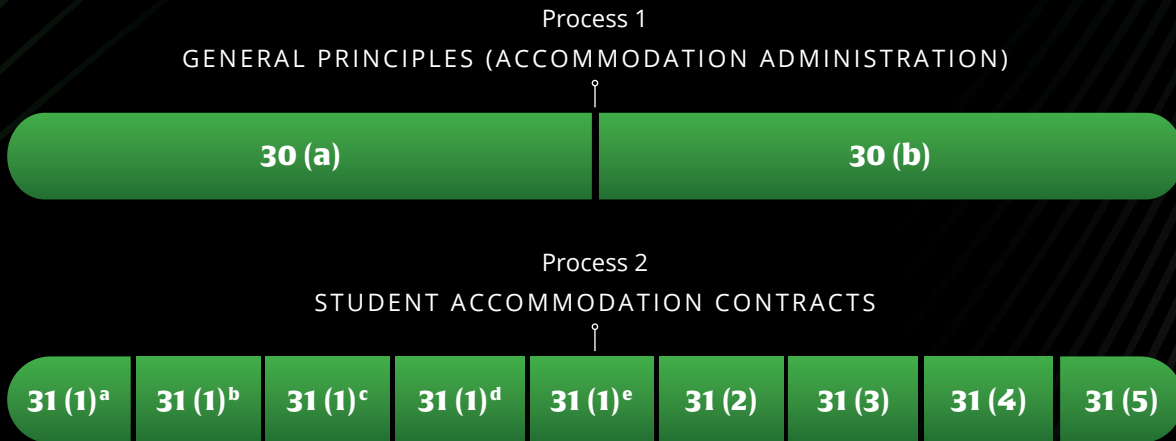 Process 1
GENERAL PRINCIPLES (ACCOMMODATION ADMINISTRATION)
30 (a) 30 (b)
Process 2
STUDENT ACCOMMODATION CONTRACTS
31 (1)ᵃ 31 (1)ᵇ 31 (1)ᶜ 31 (1)ᵈ 31 (1)ᵉ 31 (2) 31 (3) 31 (4) 31 (5)